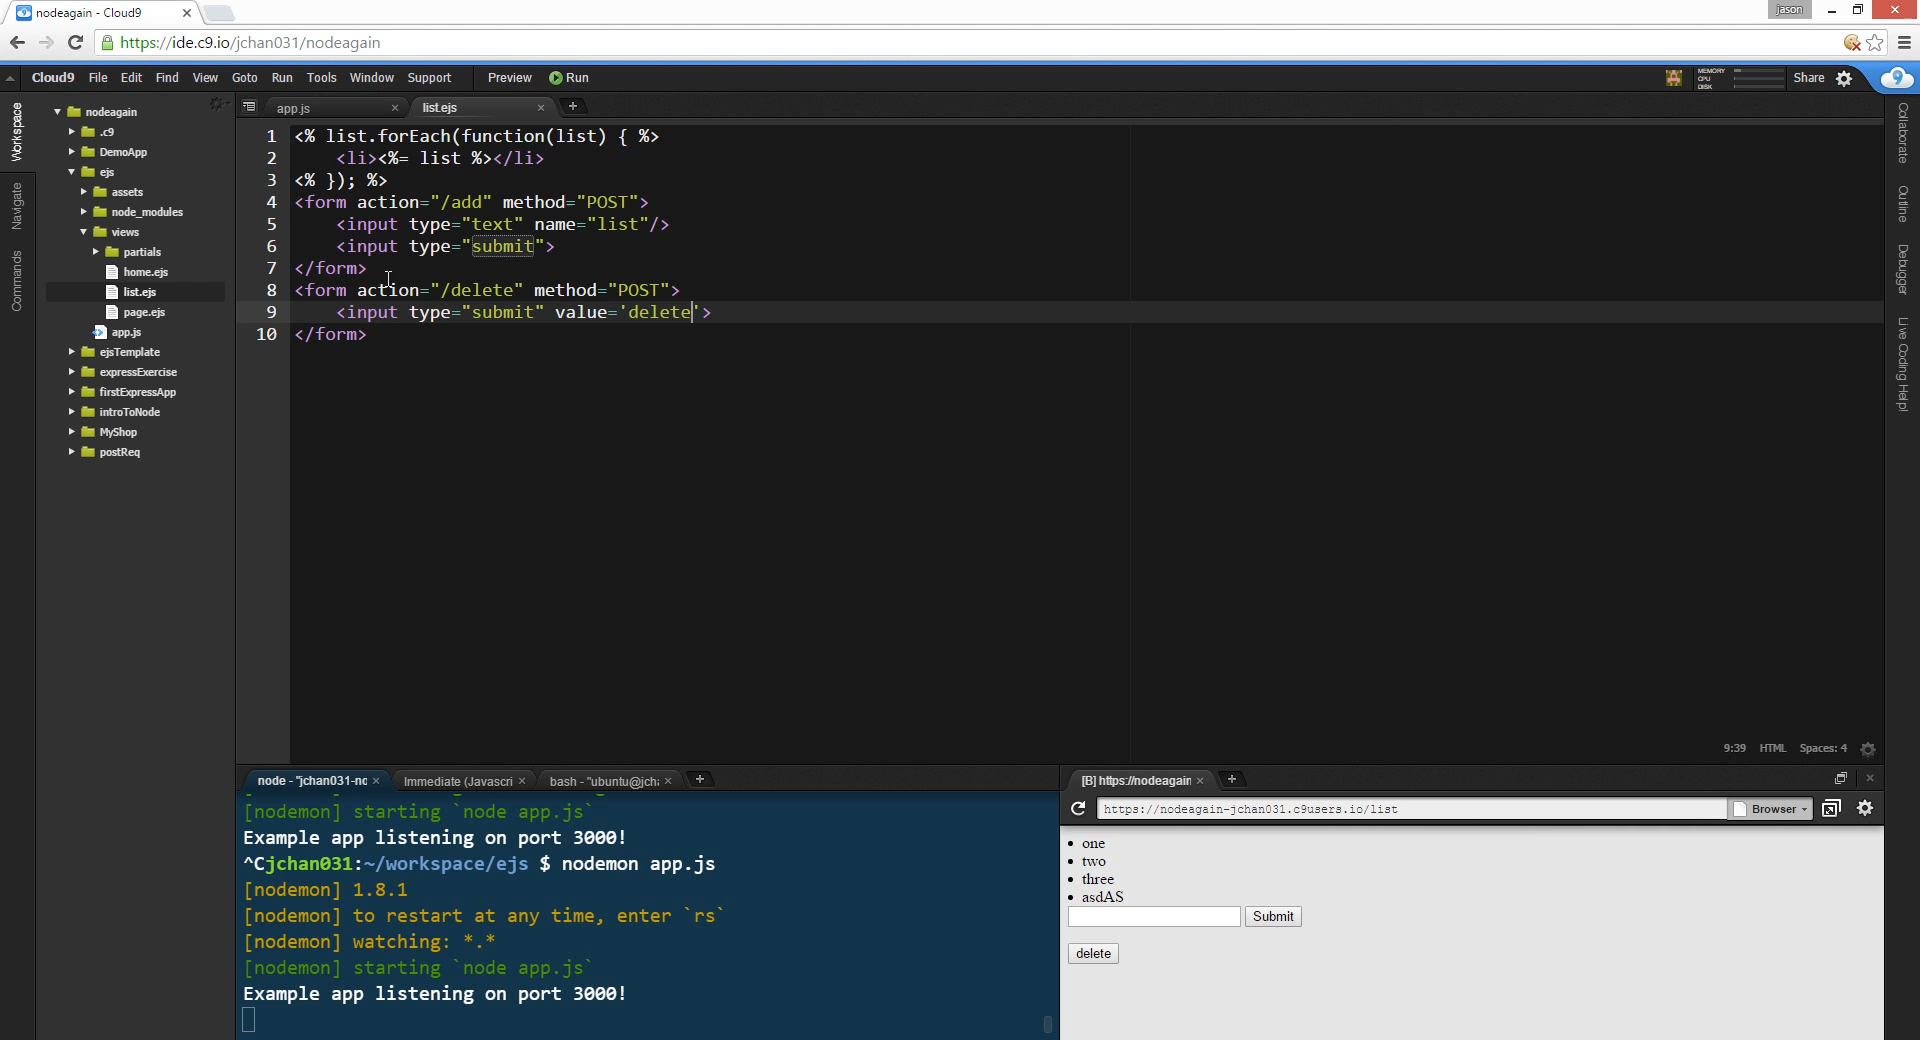 nodeagain - Cloud9
jason
https://ide.c9.io/jchan031/nodeagain
Cloud9 File Edit Find View Goto Run Tools Window Support Preview Run
MEMORY
CPU
DISK
Share
Workspace
Navigate
Commands
nodeagain
.c9
DemoApp
ejs
assets
node_modules
views
partials
home.ejs
list.ejs
page.ejs
app.js
ejsTemplate
expressExercise
firstExpressApp
introToNode
MyShop
postReq
app.js list.ejs
1 <% list.forEach(function(list) { %>
2 <li><%= list %></li>
3 <% }); %>
4 <form action="/add" method="POST">
5 <input type="text" name="list"/>
6 <input type="submit">
7 </form>
8 <form action="/delete" method="POST">
9 <input type="submit" value='delete'>
10 </form>
9:39 HTML Spaces: 4
Collaborate
Outline
Debugger
Live Coding Help!
node - "jchan031-no Immediate (Javascri bash - "ubuntu@jcha
[nodemon] starting `node app.js`
Example app listening on port 3000!
^Cjchan031:~/workspace/ejs $ nodemon app.js
[nodemon] 1.8.1
[nodemon] to restart at any time, enter `rs`
[nodemon] watching: *.*
[nodemon] starting `node app.js`
Example app listening on port 3000!
[B] https://nodeagain
https://nodeagain-jchan031.c9users.io/list Browser
one
two
three
asdAS
Submit
delete